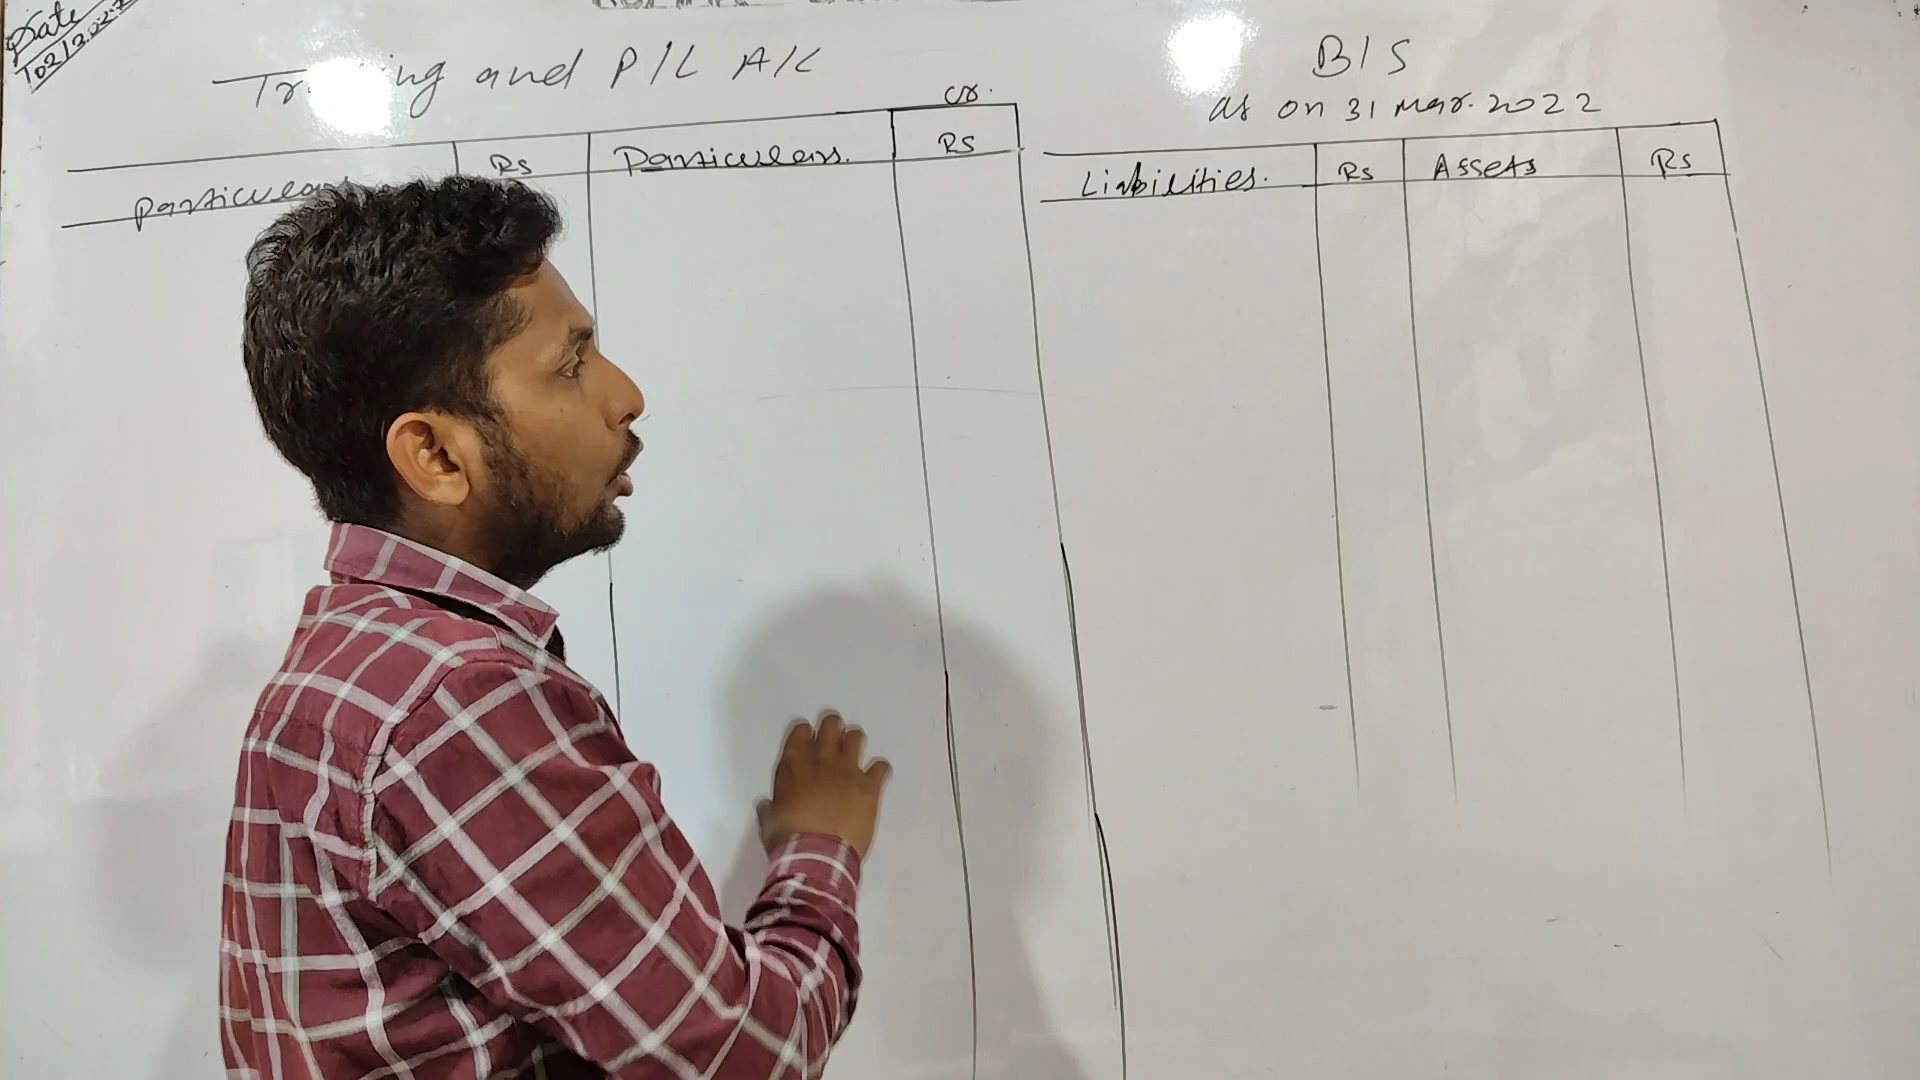 Date
Trading and P/L A/C
Cr.
Particulars Rs Particulars. Rs
B/S
as on 31 Mar. 2022
Liabilities. Rs Assets Rs